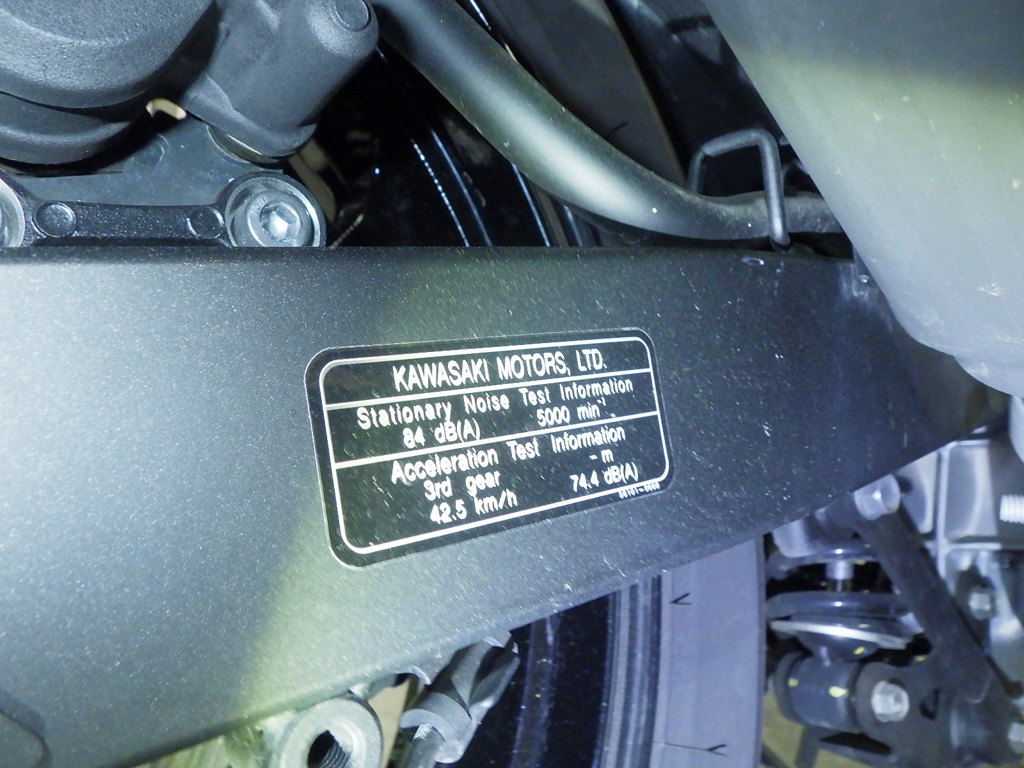 KAWASAKI MOTORS, LTD.
Stationary Noise Test Information
84 dB(A) 5000 min⁻¹
Acceleration Test Information
3rd gear - m
42.5 km/h 74.4 dB(A)